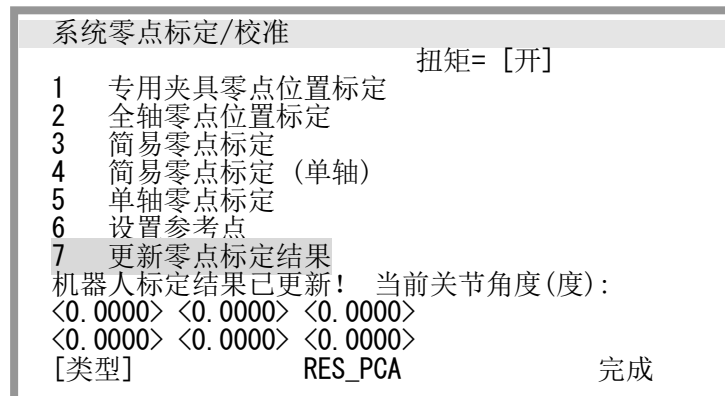 系统零点标定/校准
扭矩= [开]
1 专用夹具零点位置标定
2 全轴零点位置标定
3 简易零点标定
4 简易零点标定 (单轴)
5 单轴零点标定
6 设置参考点
7 更新零点标定结果
机器人标定结果已更新! 当前关节角度(度):
<0.0000> <0.0000> <0.0000>
<0.0000> <0.0000> <0.0000>
[类型] RES_PCA 完成